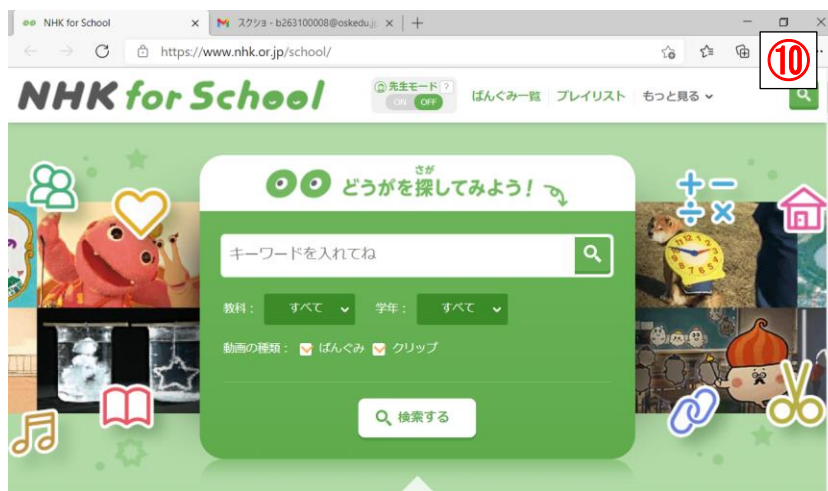 NHK for School
スクショ - b263100008@oskedu.j
https://www.nhk.or.jp/school/
⑩
NHK for School
先生モード ?
ON OFF
ばんぐみ一覧 プレイリスト もっと見る
さが
どうがを探してみよう!
キーワードを入れてね
教科: すべて 学年: すべて
動画の種類: ばんぐみ クリップ
検索する